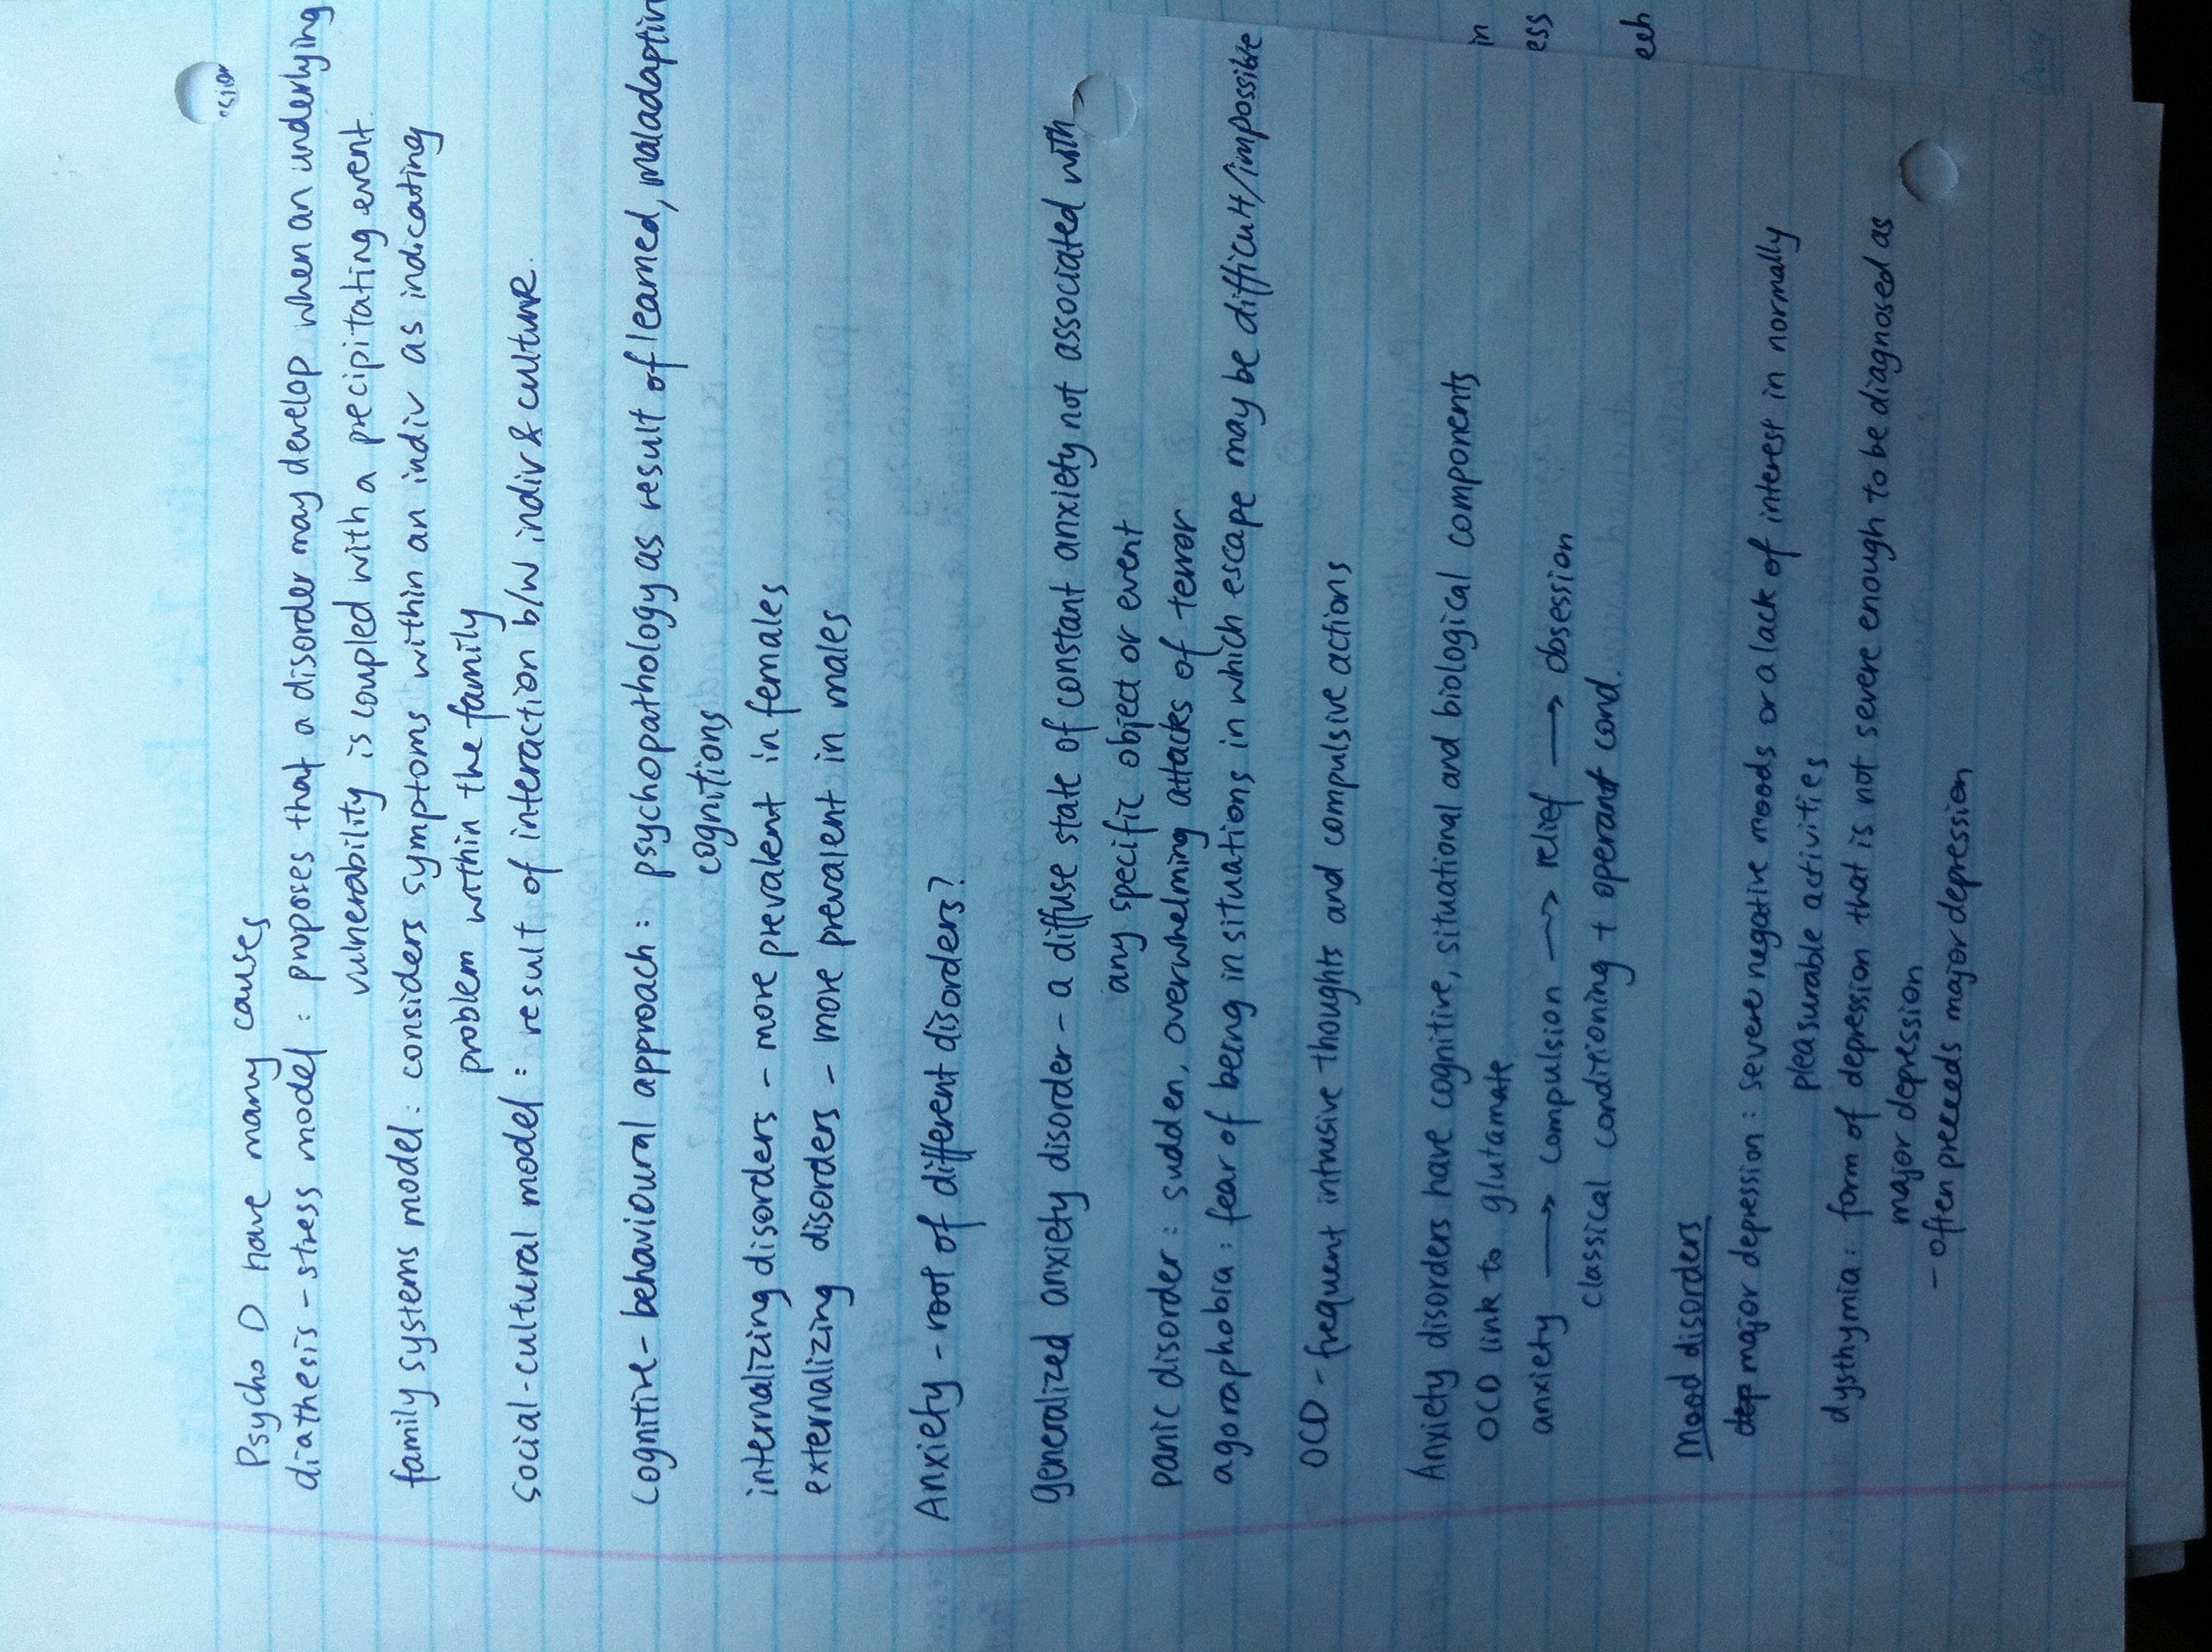 Psycho D have many causes
diathesis - stress model : proposes that a disorder may develop when an underlying
vulnerability is coupled with a precipitating event.
family systems model : considers symptoms within an indiv as indicating
problem within the family
social-cultural model : result of interaction b/w indiv & culture.
cognitive - behavioural approach : psychopathology as result of learned, maladaptiv
cognitions
internalizing disorders - more prevalent in females
externalizing disorders - more prevalent in males
Anxiety - root of different disorders?
generalized anxiety disorder - a diffuse state of constant anxiety not associated with
any specific object or event
panic disorder : sudden, overwhelming attacks of terror
agoraphobia : fear of being in situations in which escape may be difficult/impossible
OCD - frequent intrusive thoughts and compulsive actions
Anxiety disorders have cognitive, situational and biological components
OCD link to glutamate
anxiety → compulsion → relief → obsession
classical conditioning + operant cond.
Mood disorders
dep major depression : severe negative moods or a lack of interest in normally
pleasurable activities
dysthymia : form of depression that is not severe enough to be diagnosed as
major depression
- often preceeds major depression
in
ess
eeh